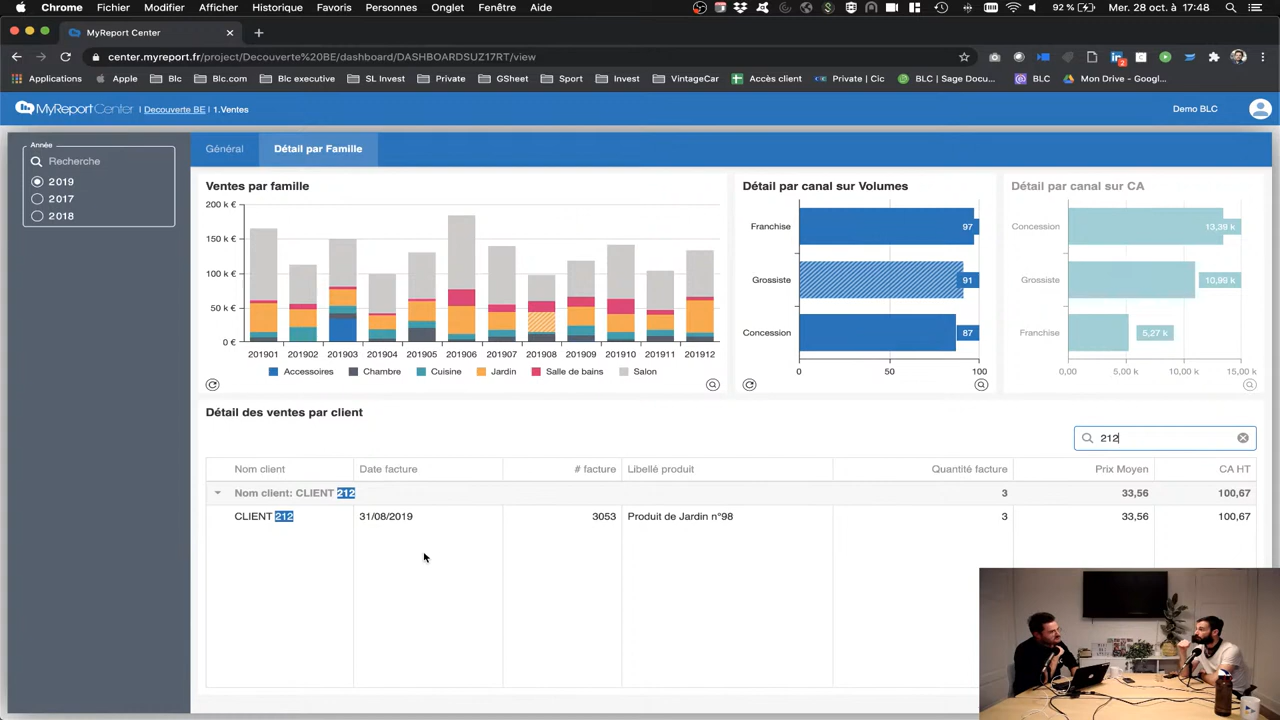 Chrome Fichier Modifier Afficher Historique Favoris Personnes Onglet Fenêtre Aide 92 % Mer. 28 oct. à 17:48
MyReport Center
center.myreport.fr/project/Decouverte%20BE/dashboard/DASHBOARDSUZ17RT/view
Applications Apple Blc Blc.com Blc executive SL Invest Private GSheet Sport Invest VintageCar Accès client Private | Cic BLC | Sage Docu... BLC Mon Drive - Googl...
MyReport Center | Decouverte BE | 1.Ventes Demo BLC
Année
Recherche
2019
2017
2018
Général Détail par Famille
Ventes par famille
200 k €
150 k €
100 k €
50 k €
0 €
201901 201902 201903 201904 201905 201906 201907 201908 201909 201910 201911 201912
Accessoires Chambre Cuisine Jardin Salle de bains Salon
Détail par canal sur Volumes
Franchise 97
Grossiste 91
Concession 87
0 50 100
Détail par canal sur CA
Concession 13,39 k
Grossiste 10,99 k
Franchise 5,27 k
0,00 5,00 k 10,00 k 15,00 k
Détail des ventes par client
212
Nom client Date facture # facture Libellé produit Quantité facture Prix Moyen CA HT
Nom client: CLIENT 212 3 33,56 100,67
CLIENT 212 31/08/2019 3053 Produit de Jardin n°98 3 33,56 100,67